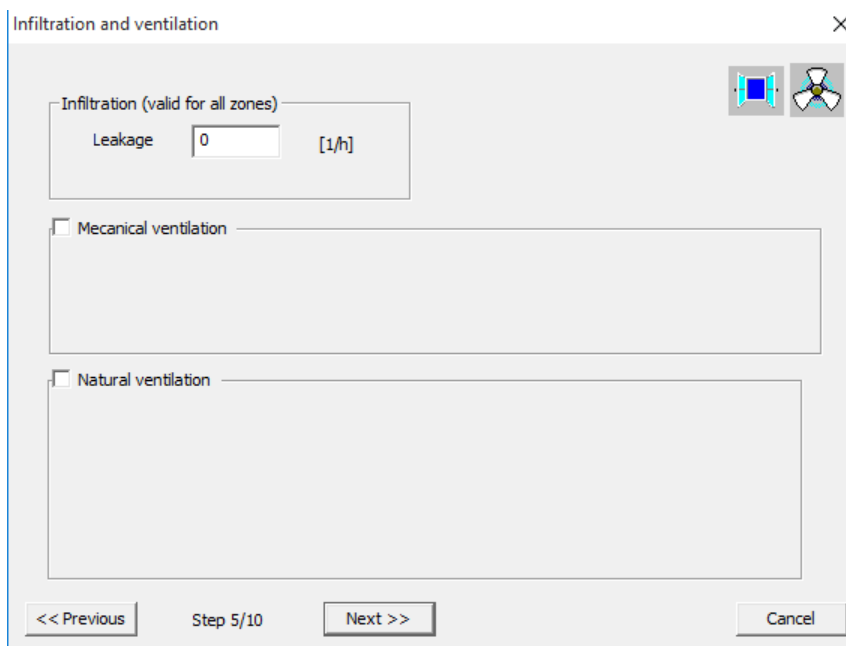 Infiltration and ventilation
Infiltration (valid for all zones)
Leakage 0 [1/h]
Mecanical ventilation
Natural ventilation
<< Previous Step 5/10 Next >> Cancel